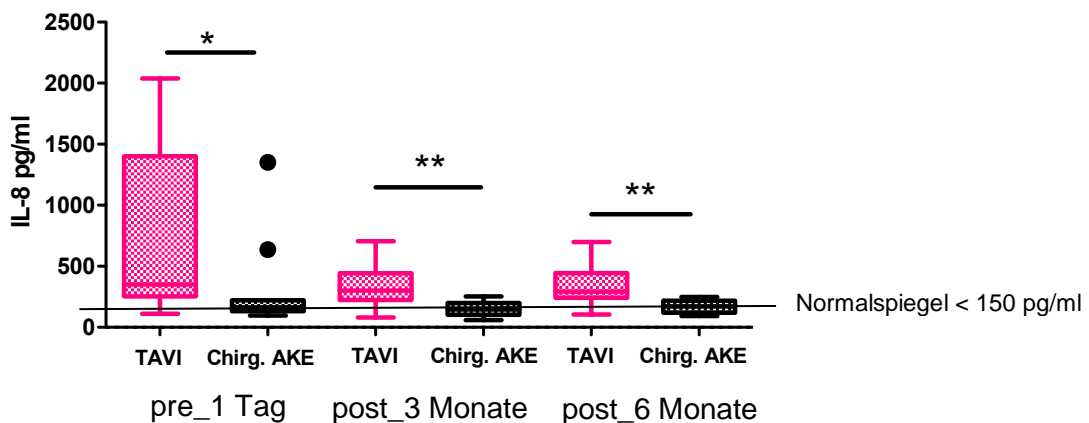 2500
2000
1500
1000
500
0
IL-8 pg/ml
*
**
**
Normalspiegel < 150 pg/ml
TAVI Chirg. AKE TAVI Chirg. AKE TAVI Chirg. AKE
pre_1 Tag post_3 Monate post_6 Monate